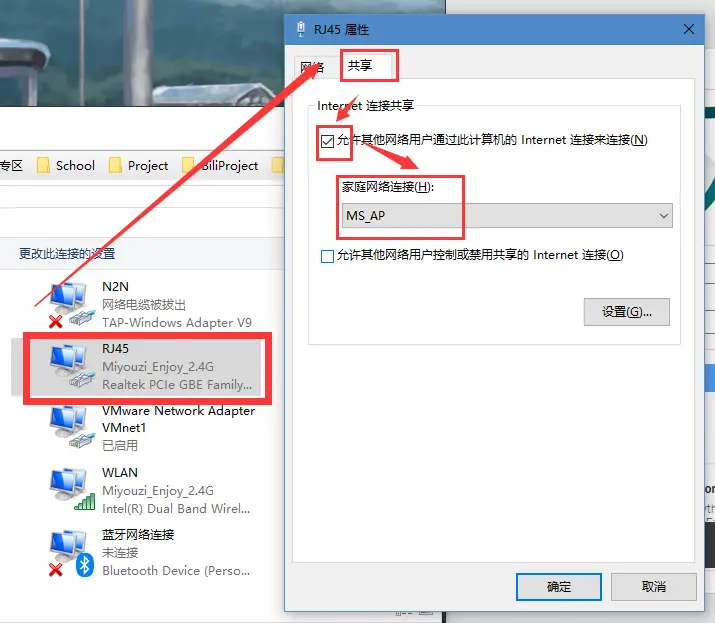 RJ45 属性
网络
共享
Internet 连接共享
允许其他网络用户通过此计算机的 Internet 连接来连接(N)
家庭网络连接(H):
MS_AP
允许其他网络用户控制或禁用共享的 Internet 连接(O)
设置(G)...
确定
取消
专区
School
Project
BiliProject
更改此连接的设置
N2N
网络电缆被拔出
TAP-Windows Adapter V9
RJ45
Miyouzi_Enjoy_2.4G
Realtek PCIe GBE Family...
VMware Network Adapter
VMnet1
已启用
WLAN
Miyouzi_Enjoy_2.4G
Intel(R) Dual Band Wirel...
蓝牙网络连接
未连接
Bluetooth Device (Perso...